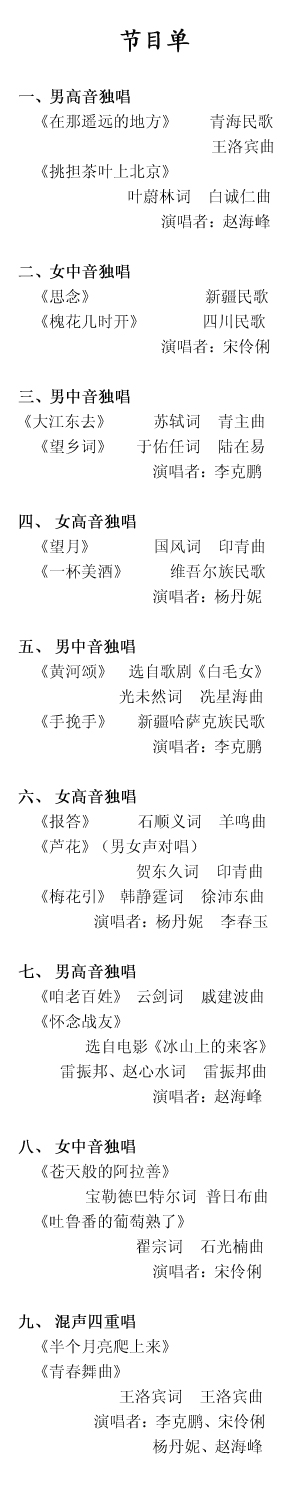 节目单
一、男高音独唱
《在那遥远的地方》 青海民歌
王洛宾曲
《挑担茶叶上北京》
叶蔚林词 白诚仁曲
演唱者：赵海峰
二、女中音独唱
《思念》 新疆民歌
《槐花几时开》 四川民歌
演唱者：宋伶俐
三、男中音独唱
《大江东去》 苏轼词 青主曲
《望乡词》 于佑任词 陆在易
演唱者：李克鹏
四、女高音独唱
《望月》 国风词 印青曲
《一杯美酒》 维吾尔族民歌
演唱者：杨丹妮
五、男中音独唱
《黄河颂》 选自歌剧《白毛女》
光未然词 冼星海曲
《手挽手》 新疆哈萨克族民歌
演唱者：李克鹏
六、女高音独唱
《报答》 石顺义词 羊鸣曲
《芦花》（男女声对唱）
贺东久词 印青曲
《梅花引》 韩静霆词 徐沛东曲
演唱者：杨丹妮 李春玉
七、男高音独唱
《咱老百姓》 云剑词 戚建波曲
《怀念战友》
选自电影《冰山上的来客》
雷振邦、赵心水词 雷振邦曲
演唱者：赵海峰
八、女中音独唱
《苍天般的阿拉善》
宝勒德巴特尔词 普日布曲
《吐鲁番的葡萄熟了》
翟宗词 石光楠曲
演唱者：宋伶俐
九、混声四重唱
《半个月亮爬上来》
《青春舞曲》
王洛宾词 王洛宾曲
演唱者：李克鹏、宋伶俐
杨丹妮、赵海峰